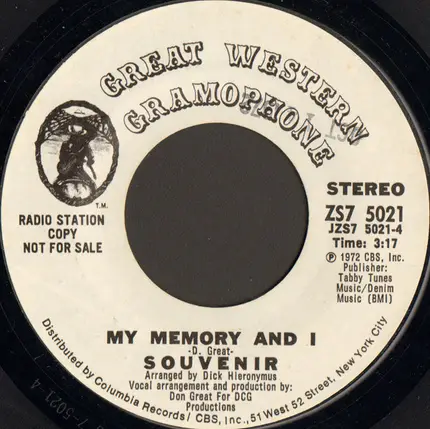 GREAT WESTERN
GRAMOPHONE
T.M.
RADIO STATION
COPY
NOT FOR SALE
STEREO
ZS7 5021
JZS7 5021-4
Time: 3:17
Ⓟ 1972 CBS, Inc.
Publisher:
Tabby Tunes
Music/Denim
Music (BMI)
MY MEMORY AND I
-D. Great-
SOUVENIR
Arranged by Dick Hieronymus
Vocal arrangement and production by:
Don Great For DCG
Productions
Distributed by Columbia Records/ CBS, Inc., 51 West 52 Street, New York City